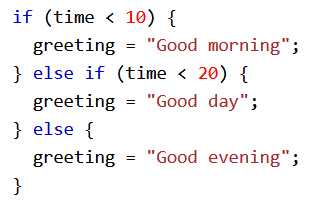 if (time < 10) {
  greeting = "Good morning";
} else if (time < 20) {
  greeting = "Good day";
} else {
  greeting = "Good evening";
}